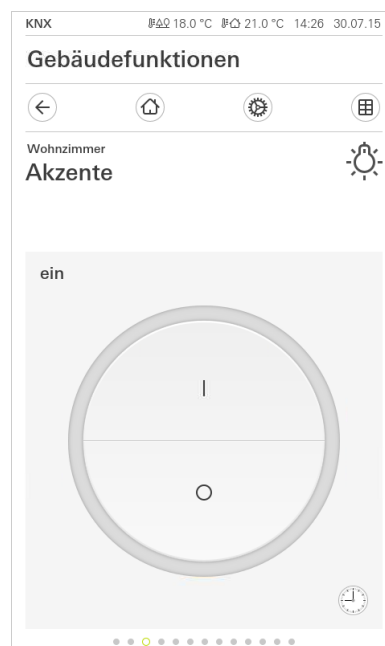 KNX 18.0 °C 21.0 °C 14:26 30.07.15
Gebäudefunktionen
Wohnzimmer
Akzente
ein
I
O